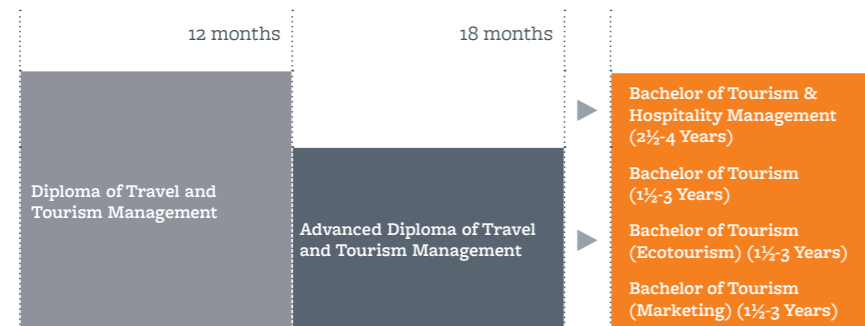 12 months
18 months
Diploma of Travel and
Tourism Management
Advanced Diploma of Travel
and Tourism Management
Bachelor of Tourism &
Hospitality Management
(2½-4 Years)
Bachelor of Tourism
(1½-3 Years)
Bachelor of Tourism
(Ecotourism) (1½-3 Years)
Bachelor of Tourism
(Marketing) (1½-3 Years)